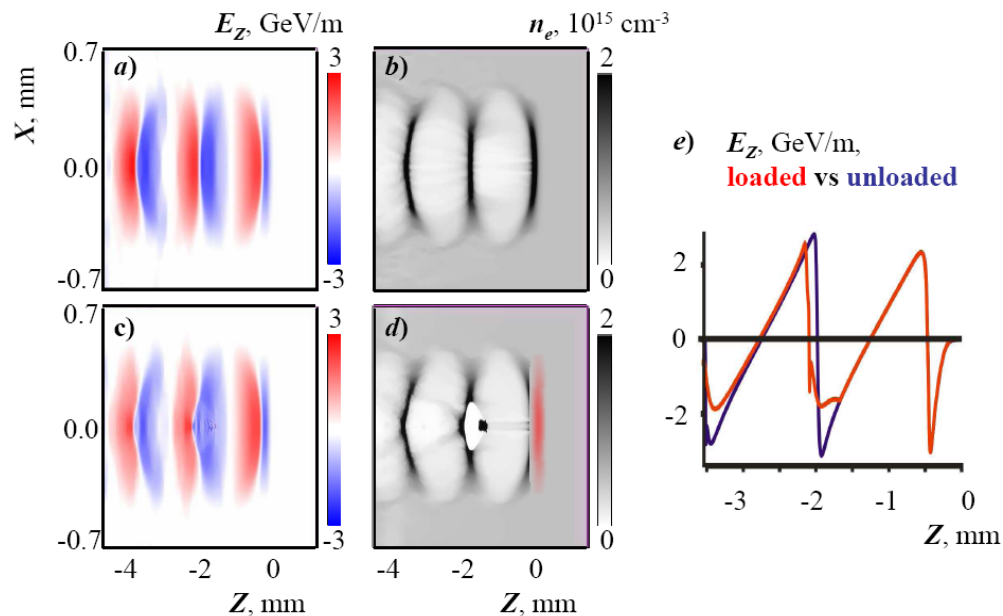 E_Z, GeV/m
n_e, 10^15 cm-3
0.7
a)
3
b)
2
X, mm
0.0
-0.7
-3
0
0.7
c)
3
d)
2
0.0
-0.7
-3
0
-4
-2
0
-4
-2
0
Z, mm
Z, mm
e)
E_Z, GeV/m,
loaded vs unloaded
2
0
-2
-3
-2
-1
0
Z, mm